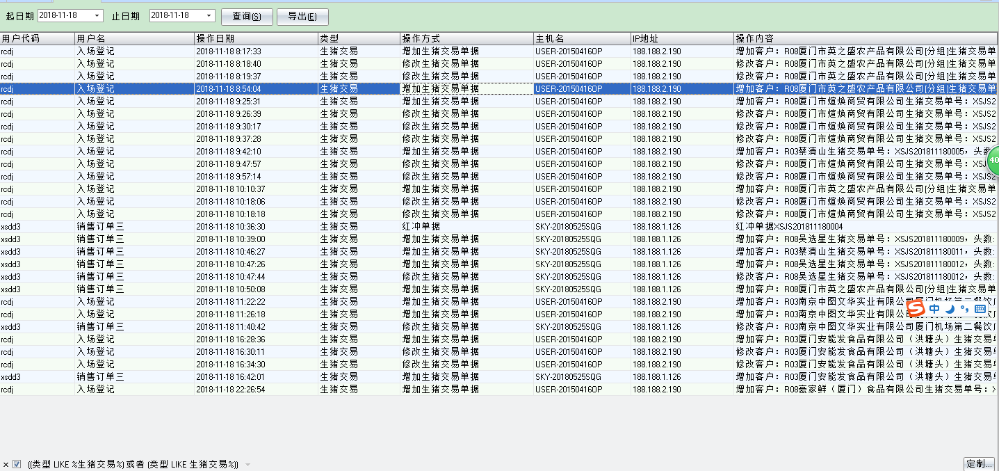 起日期 2018-11-18 止日期 2018-11-18 查询(S) 导出(E)
用户代码 用户名 操作日期 类型 操作方式 主机名 IP地址 操作内容
rcdj 入场登记 2018-11-18 8:17:33 生猪交易 增加生猪交易单据 USER-20150416OP 188.188.2.190 增加客户：R08厦门市英之盛农产品有限公司[分组]生猪交易单
rcdj 入场登记 2018-11-18 8:18:40 生猪交易 修改生猪交易单据 USER-20150416OP 188.188.2.190 修改客户：R08厦门市英之盛农产品有限公司[分组]生猪交易单
rcdj 入场登记 2018-11-18 8:19:37 生猪交易 修改生猪交易单据 USER-20150416OP 188.188.2.190 修改客户：R08厦门市英之盛农产品有限公司[分组]生猪交易单
rcdj 入场登记 2018-11-18 8:54:04 生猪交易 增加生猪交易单据 USER-20150416OP 188.188.2.190 增加客户：R08厦门市英之盛农产品有限公司[分组]生猪交易单
rcdj 入场登记 2018-11-18 9:25:31 生猪交易 增加生猪交易单据 USER-20150416OP 188.188.2.190 增加客户：R08厦门市煊焕商贸有限公司生猪交易单号：XSJS2
rcdj 入场登记 2018-11-18 9:26:39 生猪交易 修改生猪交易单据 USER-20150416OP 188.188.2.190 修改客户：R08厦门市煊焕商贸有限公司生猪交易单号：XSJS2
rcdj 入场登记 2018-11-18 9:30:17 生猪交易 修改生猪交易单据 USER-20150416OP 188.188.2.190 修改客户：R08厦门市煊焕商贸有限公司生猪交易单号：XSJS2
rcdj 入场登记 2018-11-18 9:37:28 生猪交易 修改生猪交易单据 USER-20150416OP 188.188.2.190 修改客户：R08厦门市煊焕商贸有限公司生猪交易单号：XSJS2
rcdj 入场登记 2018-11-18 9:42:10 生猪交易 增加生猪交易单据 USER-20150416OP 188.188.2.190 增加客户：R03蔡清山生猪交易单号：XSJS201811180005，头数
rcdj 入场登记 2018-11-18 9:47:57 生猪交易 修改生猪交易单据 USER-20150416OP 188.188.2.190 修改客户：R08厦门市煊焕商贸有限公司生猪交易单号：XSJ
rcdj 入场登记 2018-11-18 9:57:14 生猪交易 修改生猪交易单据 USER-20150416OP 188.188.2.190 修改客户：R08厦门市煊焕商贸有限公司生猪交易单号：XSJS2
rcdj 入场登记 2018-11-18 10:10:37 生猪交易 增加生猪交易单据 USER-20150416OP 188.188.2.190 增加客户：R08厦门市英之盛农产品有限公司[分组]生猪交易单
rcdj 入场登记 2018-11-18 10:18:06 生猪交易 修改生猪交易单据 USER-20150416OP 188.188.2.190 修改客户：R08厦门市煊焕商贸有限公司生猪交易单号：XSJS2
rcdj 入场登记 2018-11-18 10:18:18 生猪交易 修改生猪交易单据 USER-20150416OP 188.188.2.190 修改客户：R08厦门市煊焕商贸有限公司生猪交易单号：XSJS2
xsdd3 销售订单三 2018-11-18 10:36:30 生猪交易 红冲单据 SKY-20180525SQG 188.188.1.126 红冲单据XSJS201811180004
xsdd3 销售订单三 2018-11-18 10:39:00 生猪交易 增加生猪交易单据 SKY-20180525SQG 188.188.1.126 增加客户：R08吴选星生猪交易单号：XSJS201811180009，头数:
xsdd3 销售订单三 2018-11-18 10:46:27 生猪交易 增加生猪交易单据 SKY-20180525SQG 188.188.1.126 增加客户：R03蔡清山生猪交易单号：XSJS201811180011，头数:
xsdd3 销售订单三 2018-11-18 10:47:26 生猪交易 增加生猪交易单据 SKY-20180525SQG 188.188.1.126 增加客户：R08吴选星生猪交易单号：XSJS201811180012，头数:
xsdd3 销售订单三 2018-11-18 10:47:44 生猪交易 修改生猪交易单据 SKY-20180525SQG 188.188.1.126 修改客户：R08吴选星生猪交易单号：XSJS201811180012，头数:
xsdd3 销售订单三 2018-11-18 10:50:08 生猪交易 增加生猪交易单据 SKY-20180525SQG 188.188.1.126 增加客户：R08厦门市英之盛农产品有限公司[分组]生猪交易单
rcdj 入场登记 2018-11-18 11:22:22 生猪交易 增加生猪交易单据 USER-20150416OP 188.188.2.190 增加客户：R03南京中图文华实业有限公司厦门机场第二餐饮
rcdj 入场登记 2018-11-18 11:26:18 生猪交易 增加生猪交易单据 USER-20150416OP 188.188.2.190 增加客户：R03南京中图文华实业有限公
xsdd3 销售订单三 2018-11-18 11:40:42 生猪交易 修改生猪交易单据 SKY-20180525SQG 188.188.1.126 修改客户：R03南京中图文华实业有限公司厦门机场第二餐饮
rcdj 入场登记 2018-11-18 16:28:36 生猪交易 增加生猪交易单据 USER-20150416OP 188.188.2.190 增加客户：R03厦门安能发食品有限公司（洪塘头）生猪交易
rcdj 入场登记 2018-11-18 16:30:11 生猪交易 修改生猪交易单据 USER-20150416OP 188.188.2.190 修改客户：R03厦门安能发食品有限公司（洪塘头）生猪交易
rcdj 入场登记 2018-11-18 16:34:30 生猪交易 修改生猪交易单据 USER-20150416OP 188.188.2.190 修改客户：R03厦门安能发食品有限公司（洪塘头）生猪交易
xsdd3 销售订单三 2018-11-18 16:42:01 生猪交易 增加生猪交易单据 SKY-20180525SQG 188.188.1.126 增加客户：R03厦门安能发食品有限公司（洪塘头）生猪交易
rcdj 入场登记 2018-11-18 22:26:54 生猪交易 增加生猪交易单据 USER-20150416OP 188.188.2.190 增加客户：R08豪家鲜（厦门）食品有限公司生猪交易单号：X
40
S 中
((类型 LIKE %生猪交易%) 或者 (类型 LIKE 生猪交易%)) 定制...